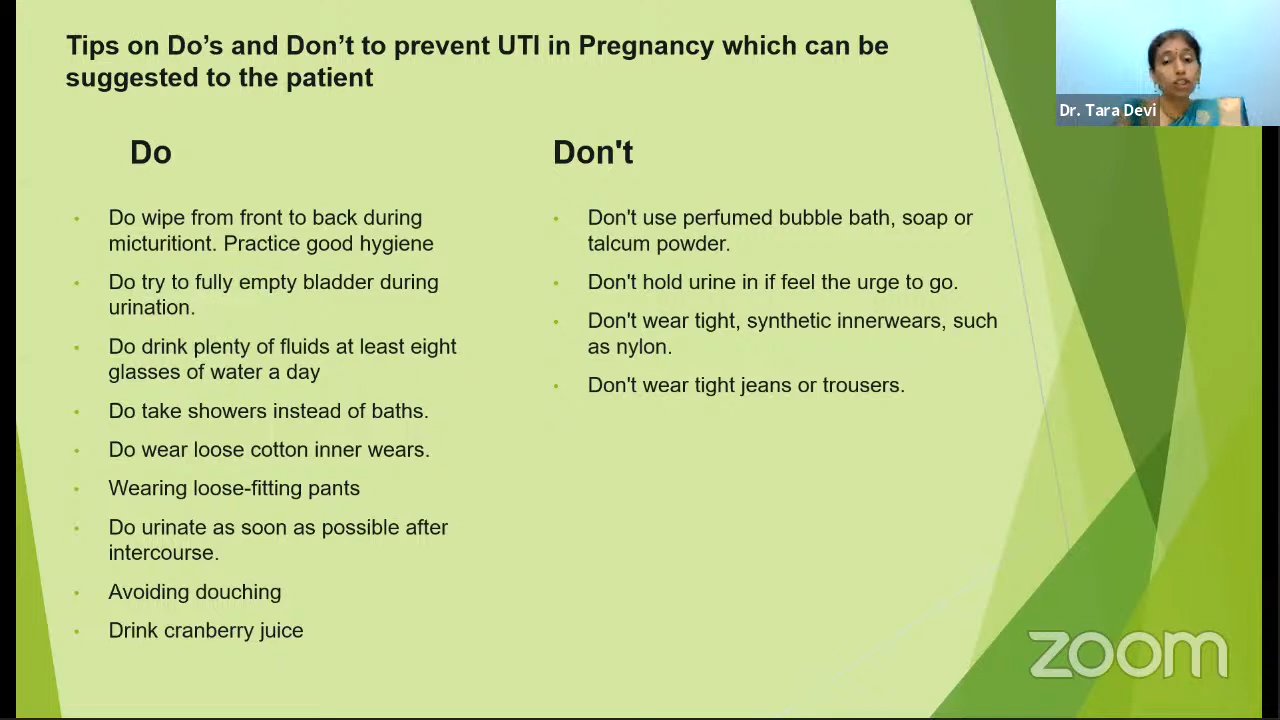 Tips on Do's and Don't to prevent UTI in Pregnancy which can be
suggested to the patient
Dr. Tara Devi
Do
Do wipe from front to back during
micturitiont. Practice good hygiene
Do try to fully empty bladder during
urination.
Do drink plenty of fluids at least eight
glasses of water a day
Do take showers instead of baths.
Do wear loose cotton inner wears.
Wearing loose-fitting pants
Do urinate as soon as possible after
intercourse.
Avoiding douching
Drink cranberry juice
Don't
Don't use perfumed bubble bath, soap or
talcum powder.
Don't hold urine in if feel the urge to go.
Don't wear tight, synthetic innerwears, such
as nylon.
Don't wear tight jeans or trousers.
zoom